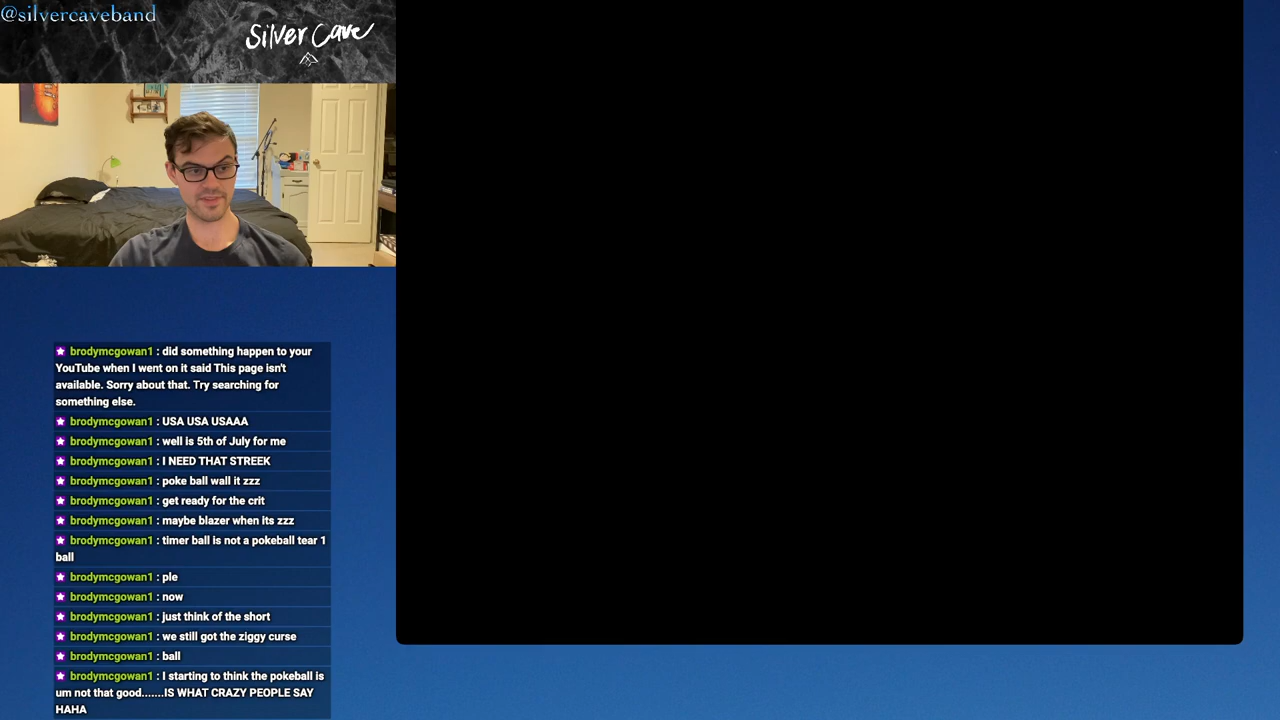 @silvercaveband
Silver Cave
brodymcgowan1 : did something happen to your
YouTube when I went on it said This page isn't
available. Sorry about that. Try searching for
something else.
brodymcgowan1 : USA USA USAAA
brodymcgowan1 : well is 5th of July for me
brodymcgowan1 : I NEED THAT STREEK
brodymcgowan1 : poke ball wall it zzz
brodymcgowan1 : get ready for the crit
brodymcgowan1 : maybe blazer when its zzz
brodymcgowan1 : timer ball is not a pokeball tear 1
ball
brodymcgowan1 : ple
brodymcgowan1 : now
brodymcgowan1 : just think of the short
brodymcgowan1 : we still got the ziggy curse
brodymcgowan1 : ball
brodymcgowan1 : I starting to think the pokeball is
um not that good.......IS WHAT CRAZY PEOPLE SAY
HAHA